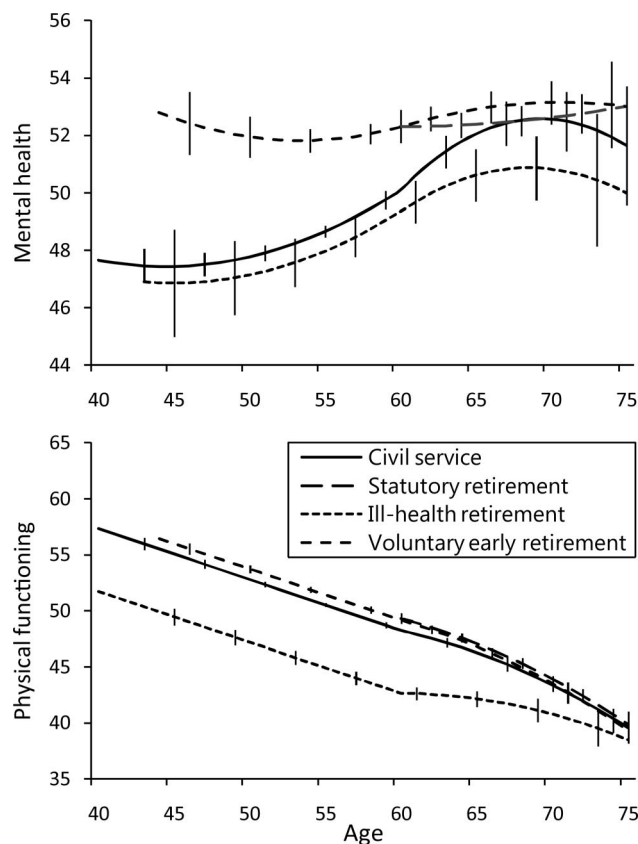 56
54
52
50
48
46
44
Mental health
40 45 50 55 60 65 70 75
65
60
55
50
45
40
35
Physical functioning
Civil service
Statutory retirement
Ill-health retirement
Voluntary early retirement
40 45 50 55 60 65 70 75
Age